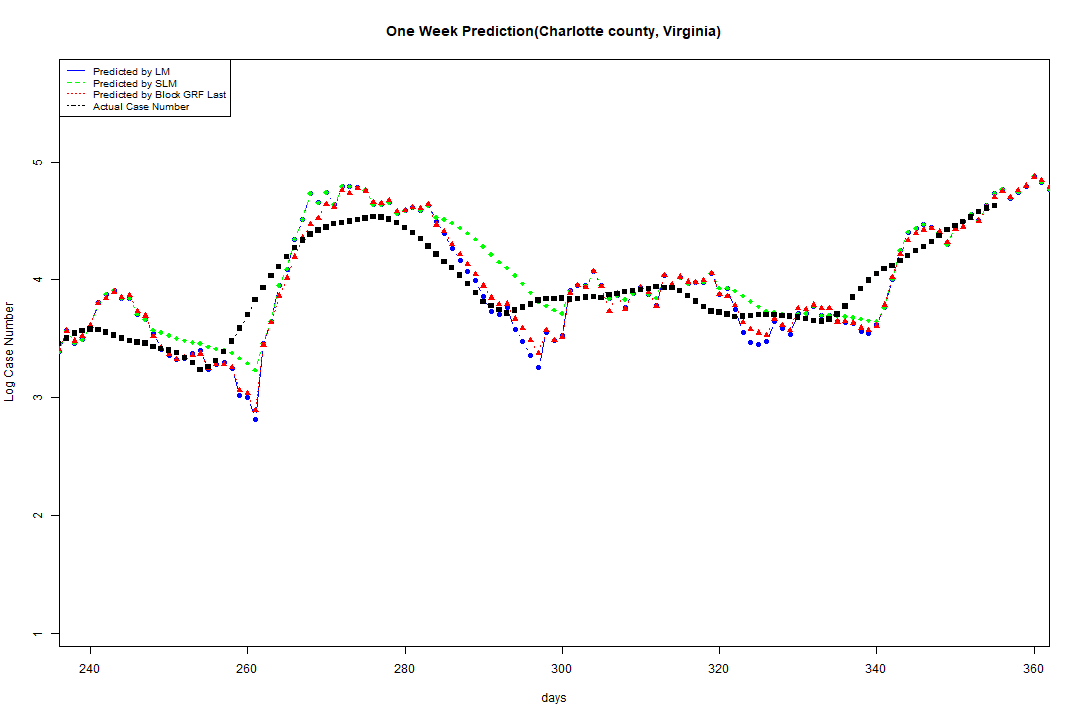 One Week Prediction(Charlotte county, Virginia)
Predicted by LM
Predicted by SLM
Predicted by Block GRF Last
Actual Case Number
5
4
3
2
1
Log Case Number
240 260 280 300 320 340 360
days